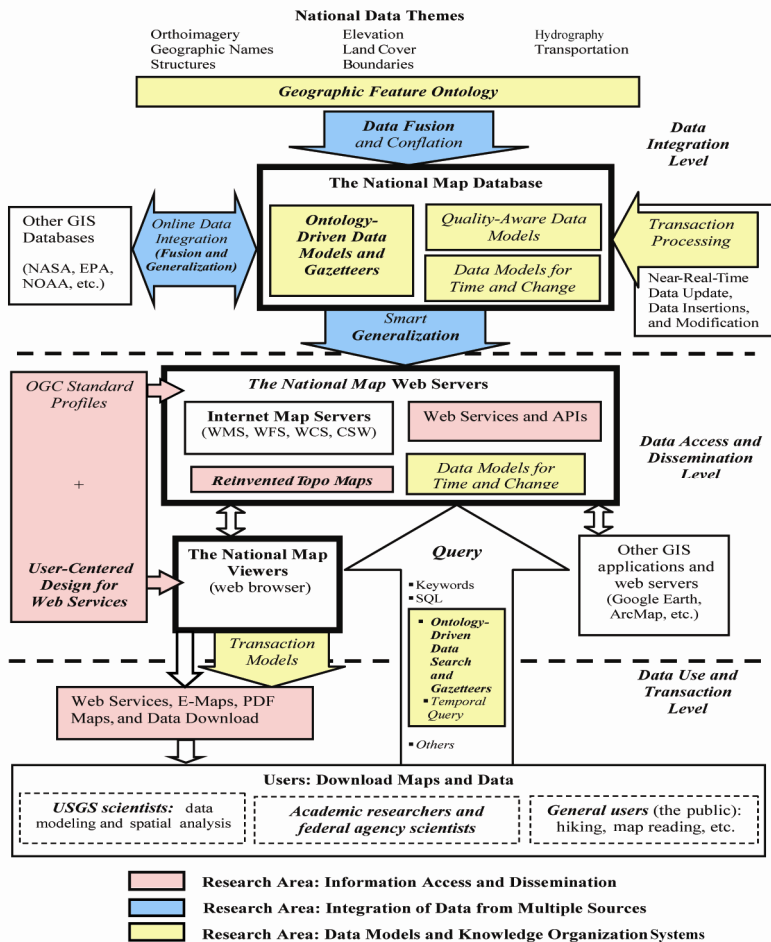 National Data Themes
Orthoimagery
Geographic Names
Structures
Elevation
Land Cover
Boundaries
Hydrography
Transportation
Geographic Feature Ontology
Data Fusion
and Conflation
Data
Integration
Level
The National Map Database
Other GIS
Databases
(NASA, EPA,
NOAA, etc.)
Online Data
Integration
(Fusion and
Generalization)
Ontology-
Driven Data
Models and
Gazetteers
Quality-Aware Data
Models
Data Models for
Time and Change
Transaction
Processing
Near-Real-Time
Data Update,
Data Insertions,
and Modification
Smart
Generalization
OGC Standard
Profiles
+
User-Centered
Design for
Web Services
The National Map Web Servers
Internet Map Servers
(WMS, WFS, WCS, CSW)
Web Services and APIs
Reinvented Topo Maps
Data Models for
Time and Change
Data Access and
Dissemination
Level
The National Map
Viewers
(web browser)
Query
▪ Keywords
▪ SQL
▪ Ontology-
Driven
Data
Search
and
Gazetteers
▪ Temporal
Query
▪ Others
Other GIS
applications and
web servers
(Google Earth,
ArcMap, etc.)
Transaction
Models
Data Use and
Transaction
Level
Web Services, E-Maps, PDF
Maps, and Data Download
Users: Download Maps and Data
USGS scientists: data
modeling and spatial analysis
Academic researchers and
federal agency scientists
General users (the public):
hiking, map reading, etc.
Research Area: Information Access and Dissemination
Research Area: Integration of Data from Multiple Sources
Research Area: Data Models and Knowledge Organization Systems